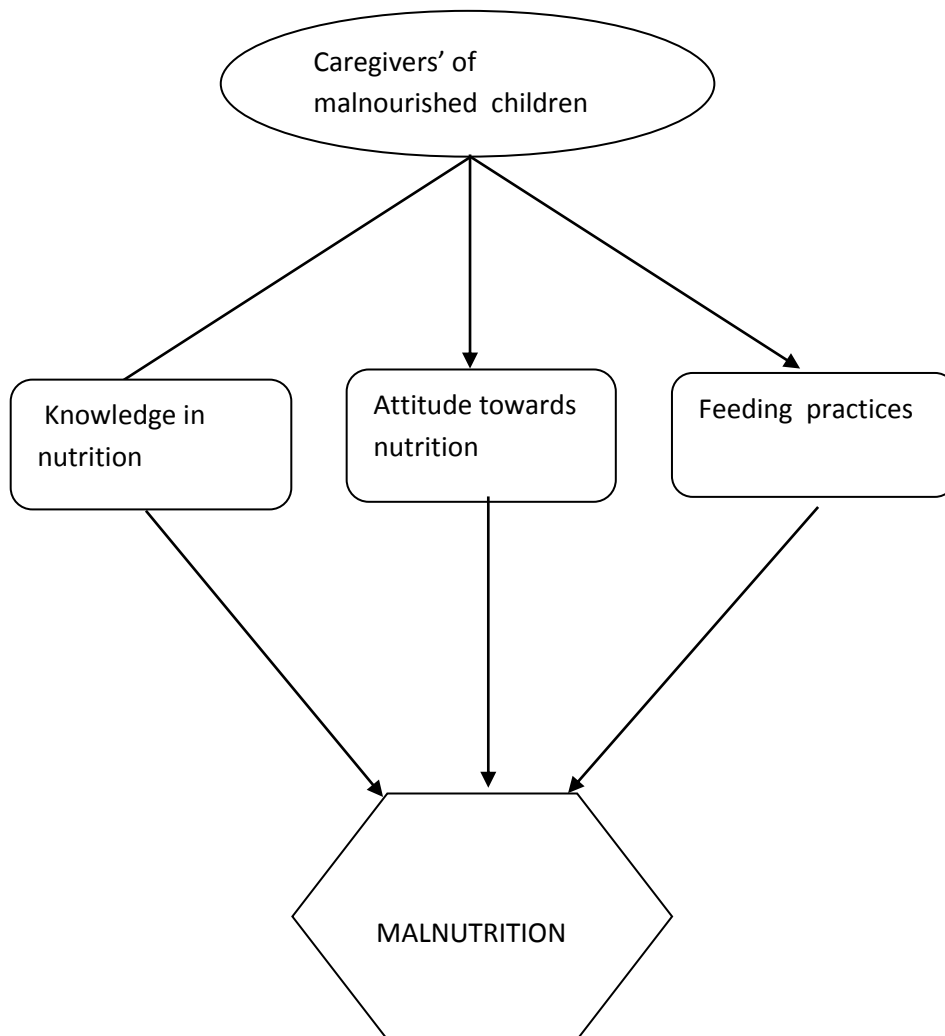 Caregivers’ of
malnourished children
Knowledge in
nutrition
Attitude towards
nutrition
Feeding practices
MALNUTRITION